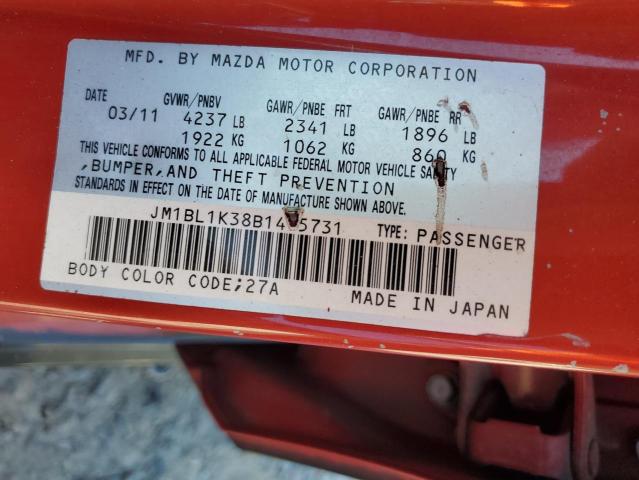 MFD. BY MAZDA MOTOR CORPORATION
DATE GVWR/PNBV GAWR/PNBE FRT GAWR/PNBE RR
03/11 4237 LB 2341 LB 1896 LB
1922 KG 1062 KG 860 KG
THIS VEHICLE CONFORMS TO ALL APPLICABLE FEDERAL MOTOR VEHICLE SAFETY
,BUMPER,AND THEFT PREVENTION
STANDARDS IN EFFECT ON THE DATE OF MANUFACTURE SHOWN ABOVE.
TYPE: PASSENGER
BODY COLOR CODE;27A MADE IN JAPAN